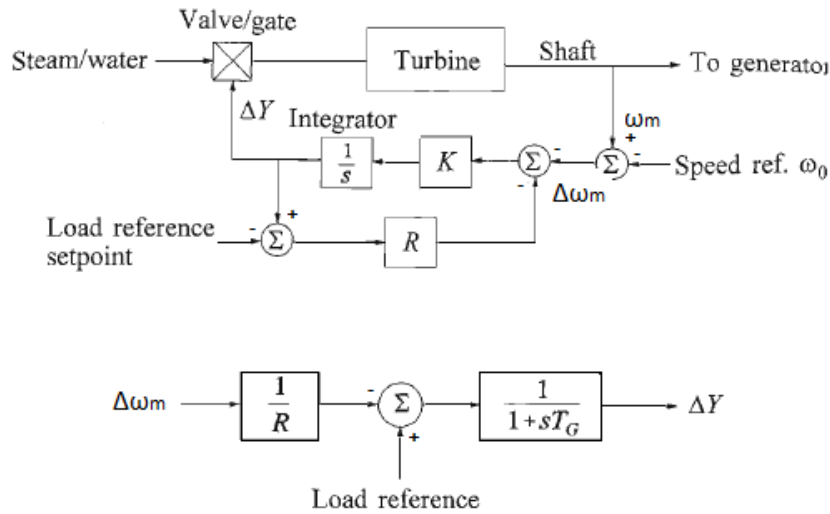 Valve/gate
Steam/water
Turbine
Shaft
To generator
ΔY
Integrator
ωm
+
1/s
K
-
Σ
-
Σ
-
Speed ref. ω0
-
Δωm
Load reference
setpoint
-
+
Σ
R
Δωm
1/R
-
Σ
+
1/(1+sTG)
ΔY
Load reference